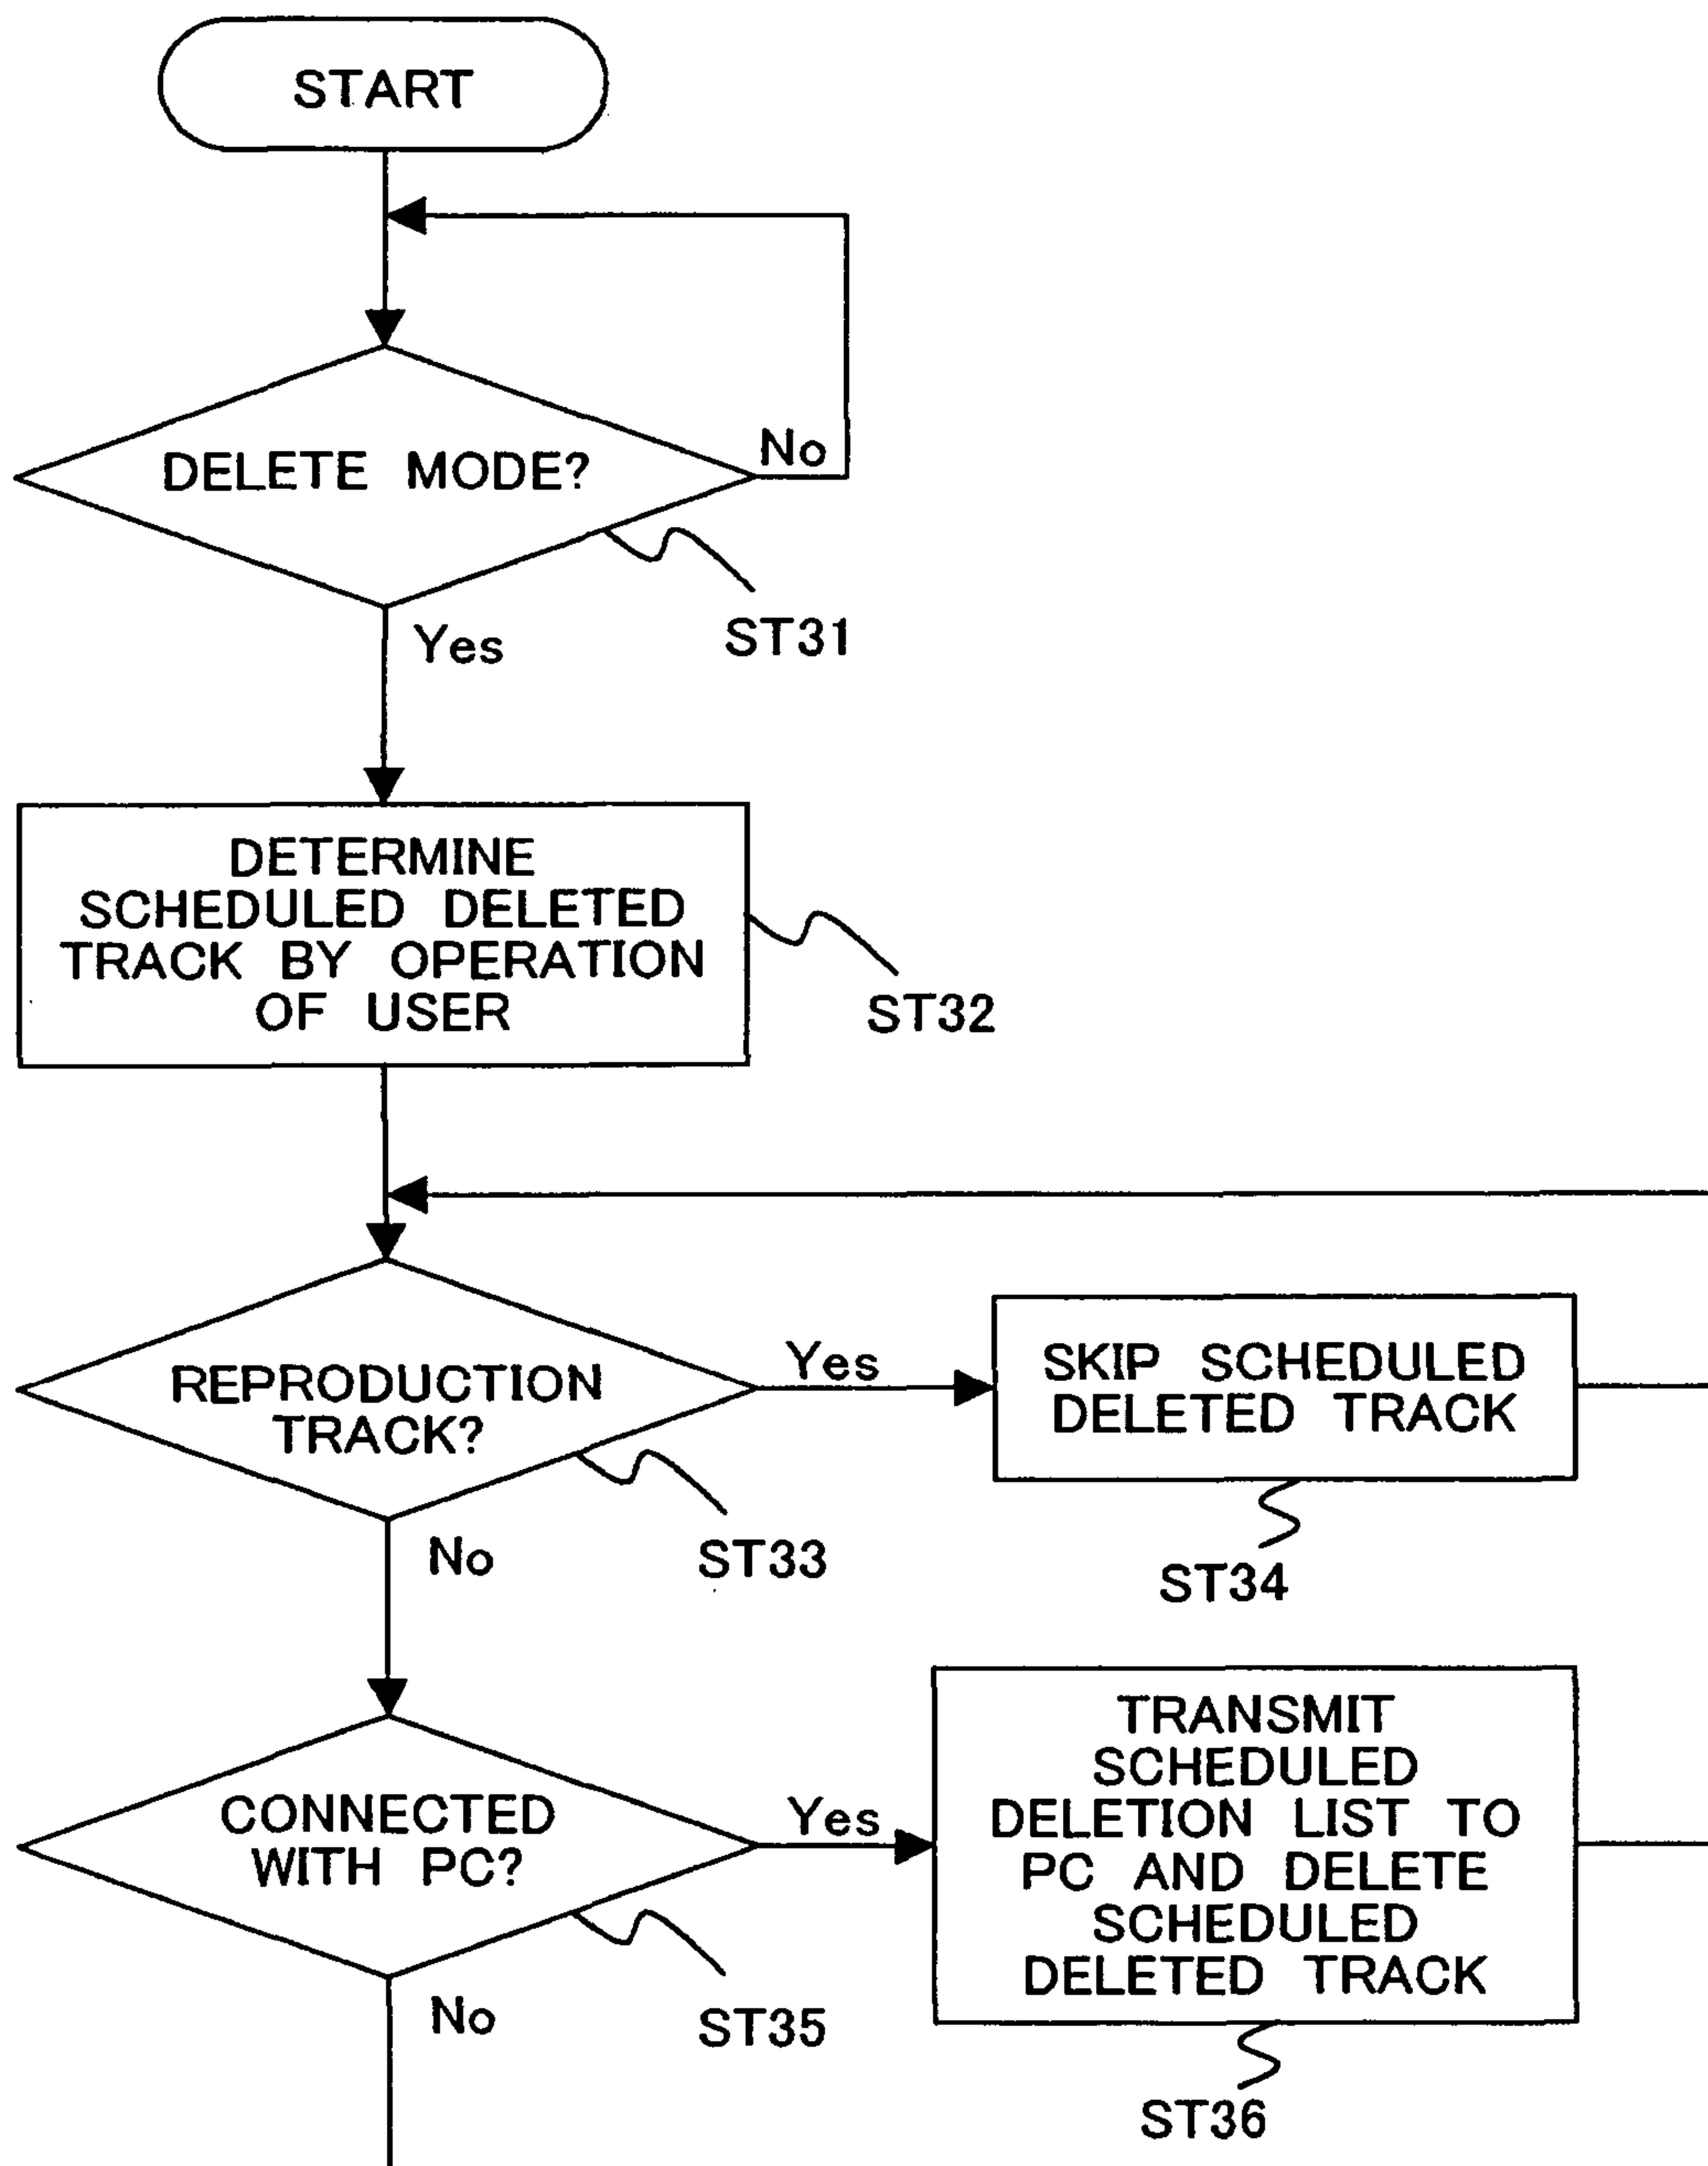 START
DELETE MODE?
No
ST31
Yes
DETERMINE
SCHEDULED DELETED
TRACK BY OPERATION
OF USER
ST32
REPRODUCTION
TRACK?
Yes
SKIP SCHEDULED
DELETED TRACK
ST33
No
ST34
CONNECTED
WITH PC?
Yes
TRANSMIT
SCHEDULED
DELETION LIST TO
PC AND DELETE
SCHEDULED
DELETED TRACK
ST35
No
ST36